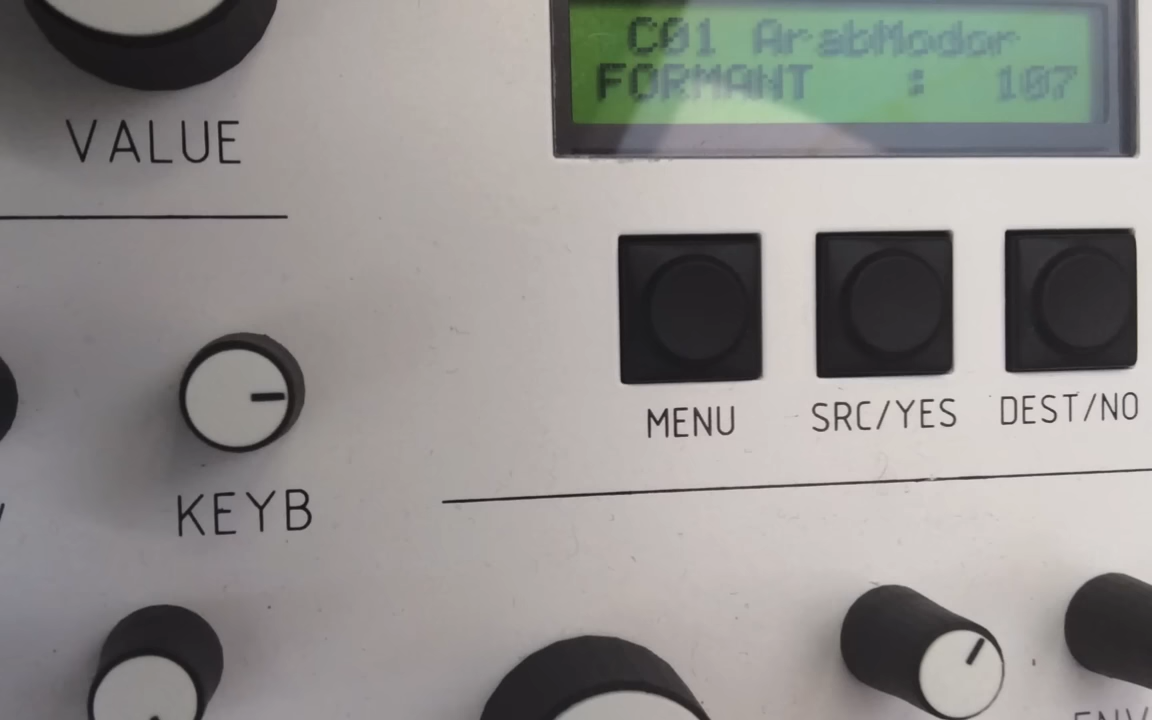 C01 ArabModor
FORMANT : 107
VALUE
MENU
SRC/YES
DEST/NO
KEYB